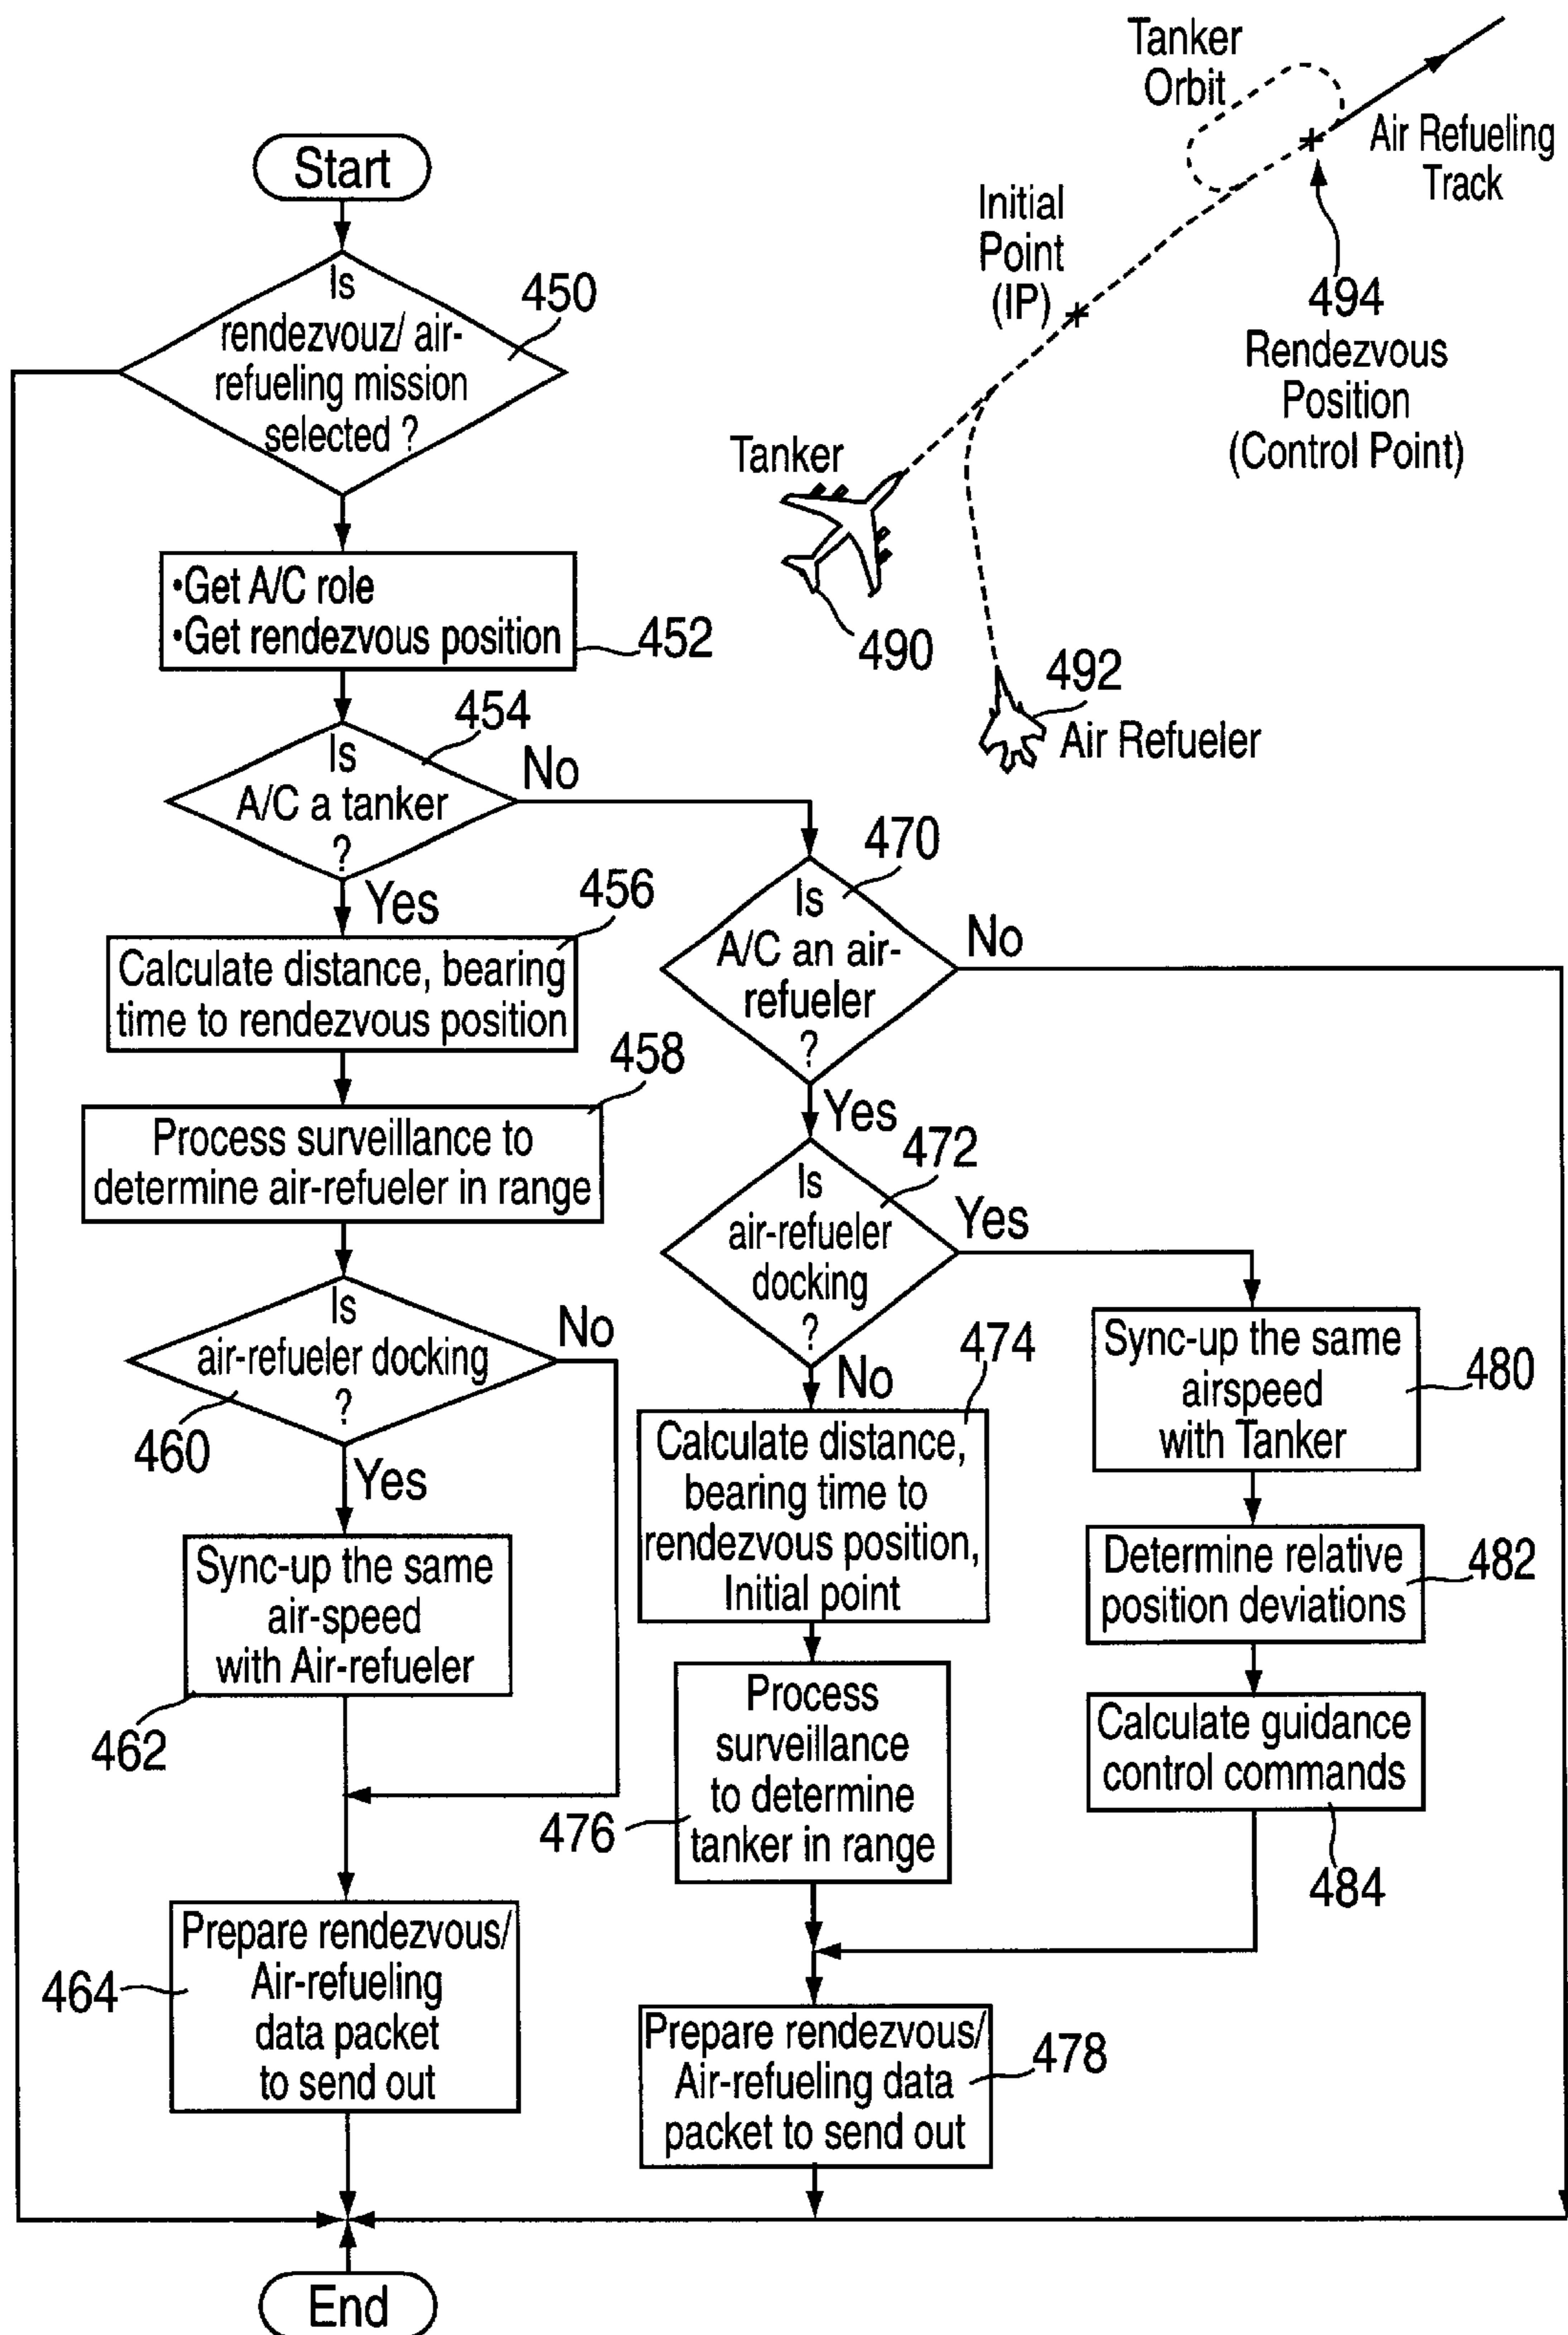 Tanker
Orbit
Air Refueling
Track
Start
Initial
Point
(IP)
494
Rendezvous
Position
(Control Point)
Is
rendezvouz/ air-
refueling mission
selected ?
450
Tanker
490
492
Air Refueler
•Get A/C role
•Get rendezvous position
452
454
Is
A/C a tanker
?
No
Yes
456
Calculate distance, bearing
time to rendezvous position
458
Process surveillance to
determine air-refueler in range
Is
air-refueler docking
?
No
460
Yes
Sync-up the same
air-speed
with Air-refueler
462
Prepare rendezvous/
Air-refueling
data packet
to send out
464
470
Is
A/C an air-
refueler
?
No
Yes
472
Is
air-refueler
docking
?
Yes
No
474
Calculate distance,
bearing time to
rendezvous position,
Initial point
Process
surveillance
to determine
tanker in range
476
Sync-up the same
airspeed
with Tanker
480
Determine relative
position deviations
482
Calculate guidance
control commands
484
Prepare rendezvous/
Air-refueling data
packet to send out
478
End